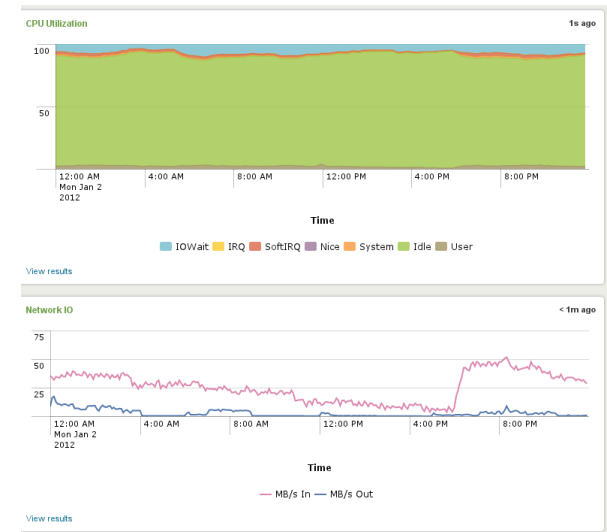 CPU Utilization 1s ago
100
50
12:00 AM 4:00 AM 8:00 AM 12:00 PM 4:00 PM 8:00 PM
Mon Jan 2
2012
Time
IOWait IRQ SoftIRQ Nice System Idle User
View results
Network IO < 1m ago
75
50
25
12:00 AM 4:00 AM 8:00 AM 12:00 PM 4:00 PM 8:00 PM
Mon Jan 2
2012
Time
MB/s In MB/s Out
View results